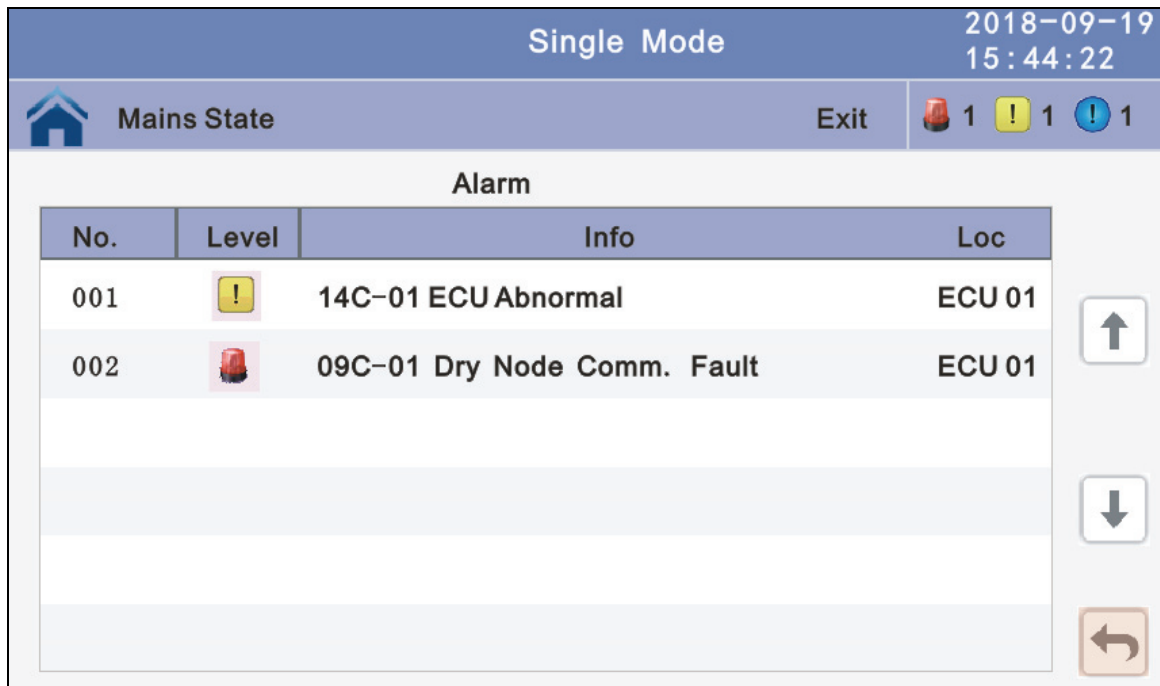 Single Mode
2018-09-19
15:44:22
Mains State Exit 1 ! 1 ! 1
Alarm
No. Level Info Loc
001 ! 14C-01 ECU Abnormal ECU 01
002 09C-01 Dry Node Comm. Fault ECU 01